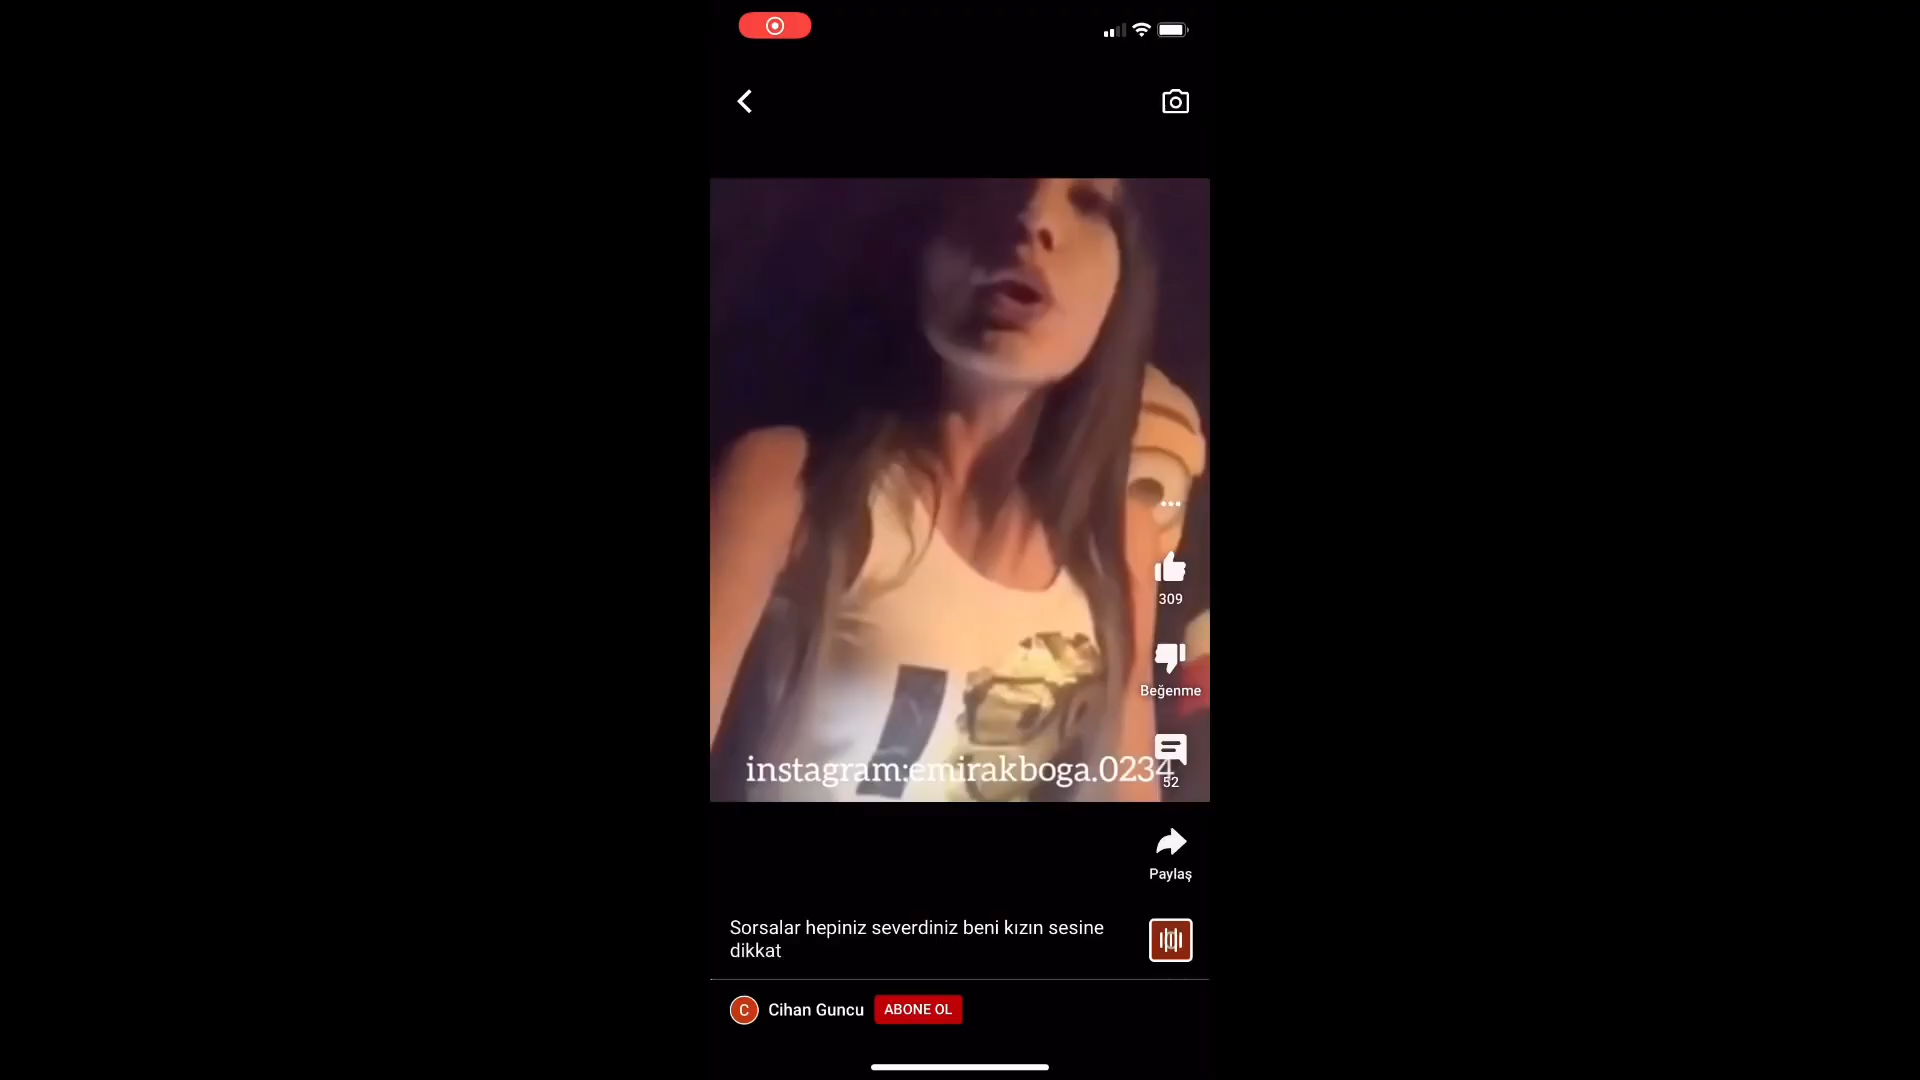 instagram:emirakboga.0234
309
Beğenme
52
Paylaş
Sorsalar hepiniz severdiniz beni kızın sesine
dikkat
C
Cihan Guncu
ABONE OL